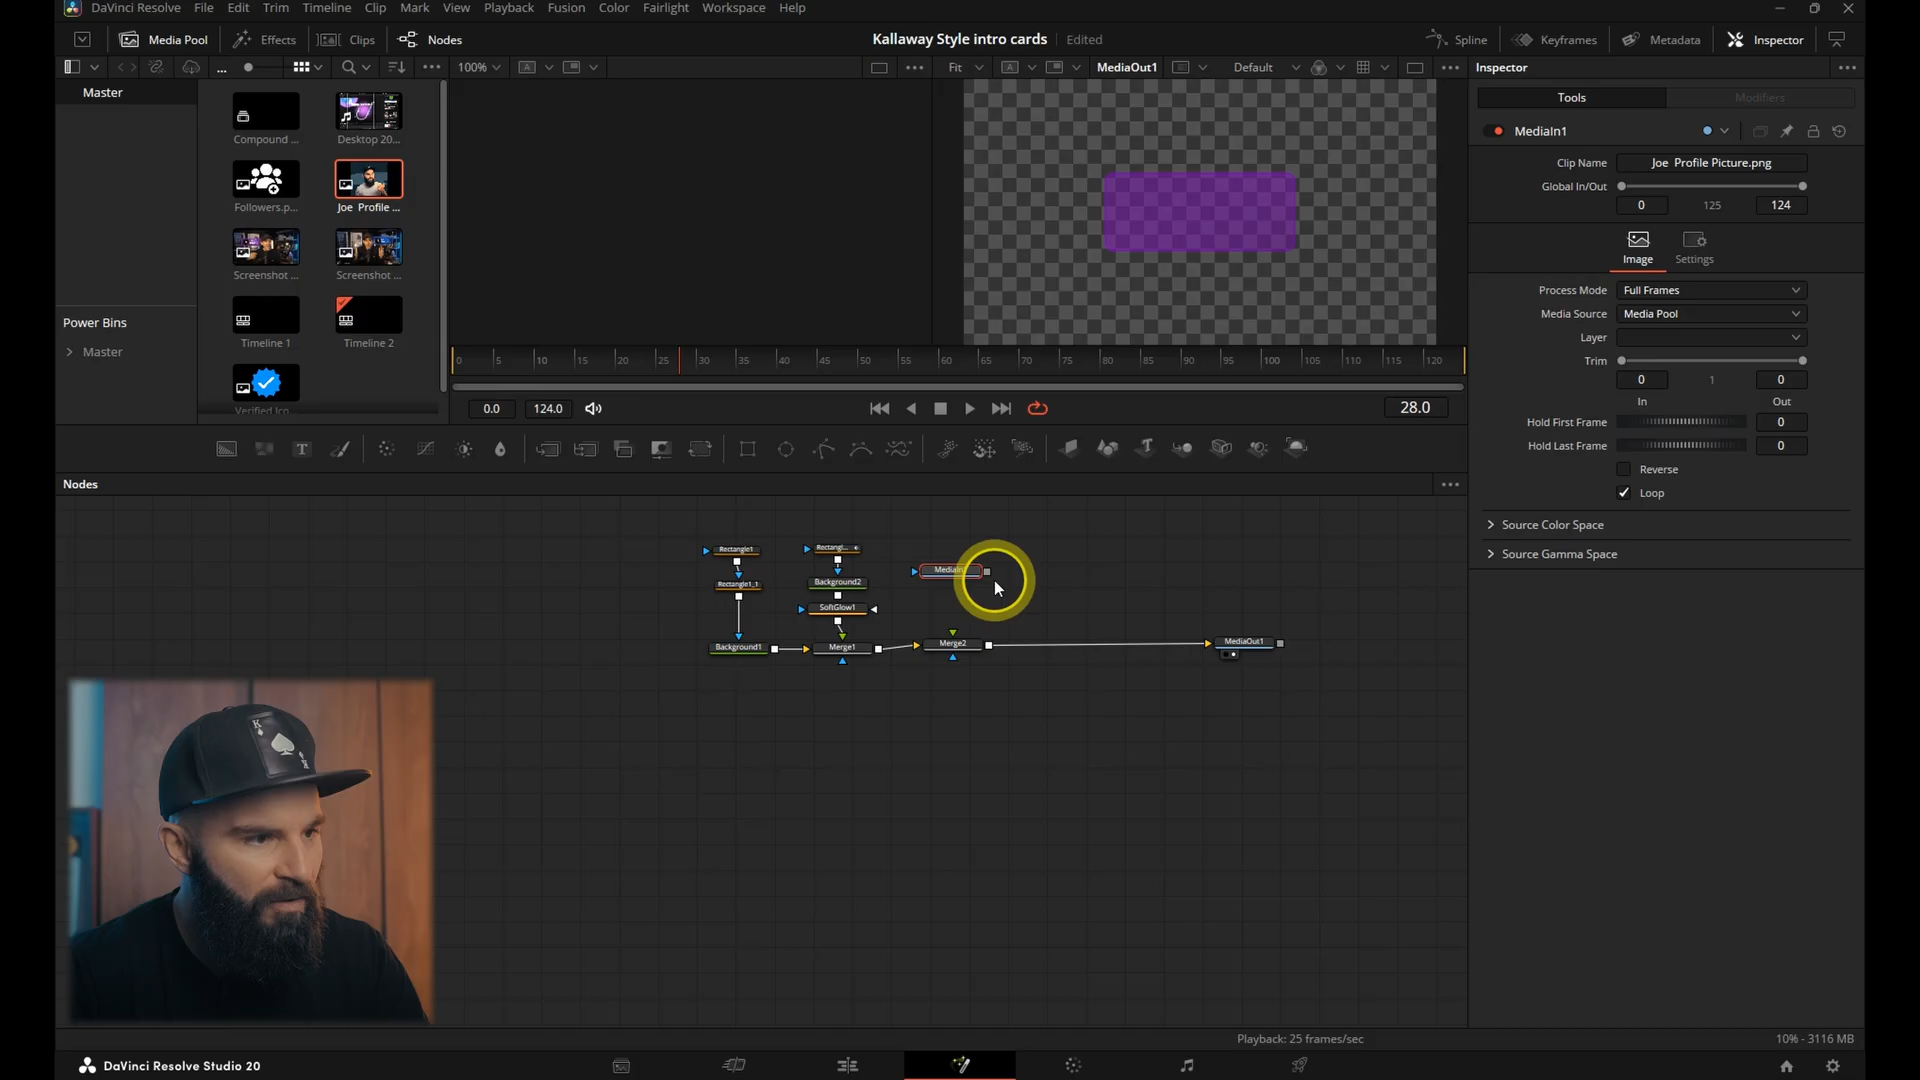 DaVinci Resolve File Edit Trim Timeline Clip Mark View Playback Fusion Color Fairlight Workspace Help
Media Pool Effects Clips Nodes Kallaway Style intro cards Edited Spline Keyframes Metadata Inspector
... 100% Fit MediaOut1 Default Inspector
Master
Compound ...
Desktop 20...
Followers.p...
Joe Profile ...
Screenshot ...
Screenshot ...
Timeline 1
Timeline 2
Verified Ico...
Power Bins
Master
0 5 10 15 20 25 30 35 40 45 50 55 60 65 70 75 80 85 90 95 100 105 110 115 120
0.0 124.0 28.0
Tools Modifiers
MediaIn1
Clip Name Joe Profile Picture.png
Global In/Out
0 125 124
Image Settings
Process Mode Full Frames
Media Source Media Pool
Layer
Trim
0 1 0
In Out
Hold First Frame 0
Hold Last Frame 0
Reverse
Loop
Source Color Space
Source Gamma Space
Nodes
Rectangle1 Rectangl...
MediaIn
Rectangle1_1 Background2
SoftGlow1
Background1 Merge1 Merge2 MediaOut1
K
K
Playback: 25 frames/sec 10% - 3116 MB
DaVinci Resolve Studio 20